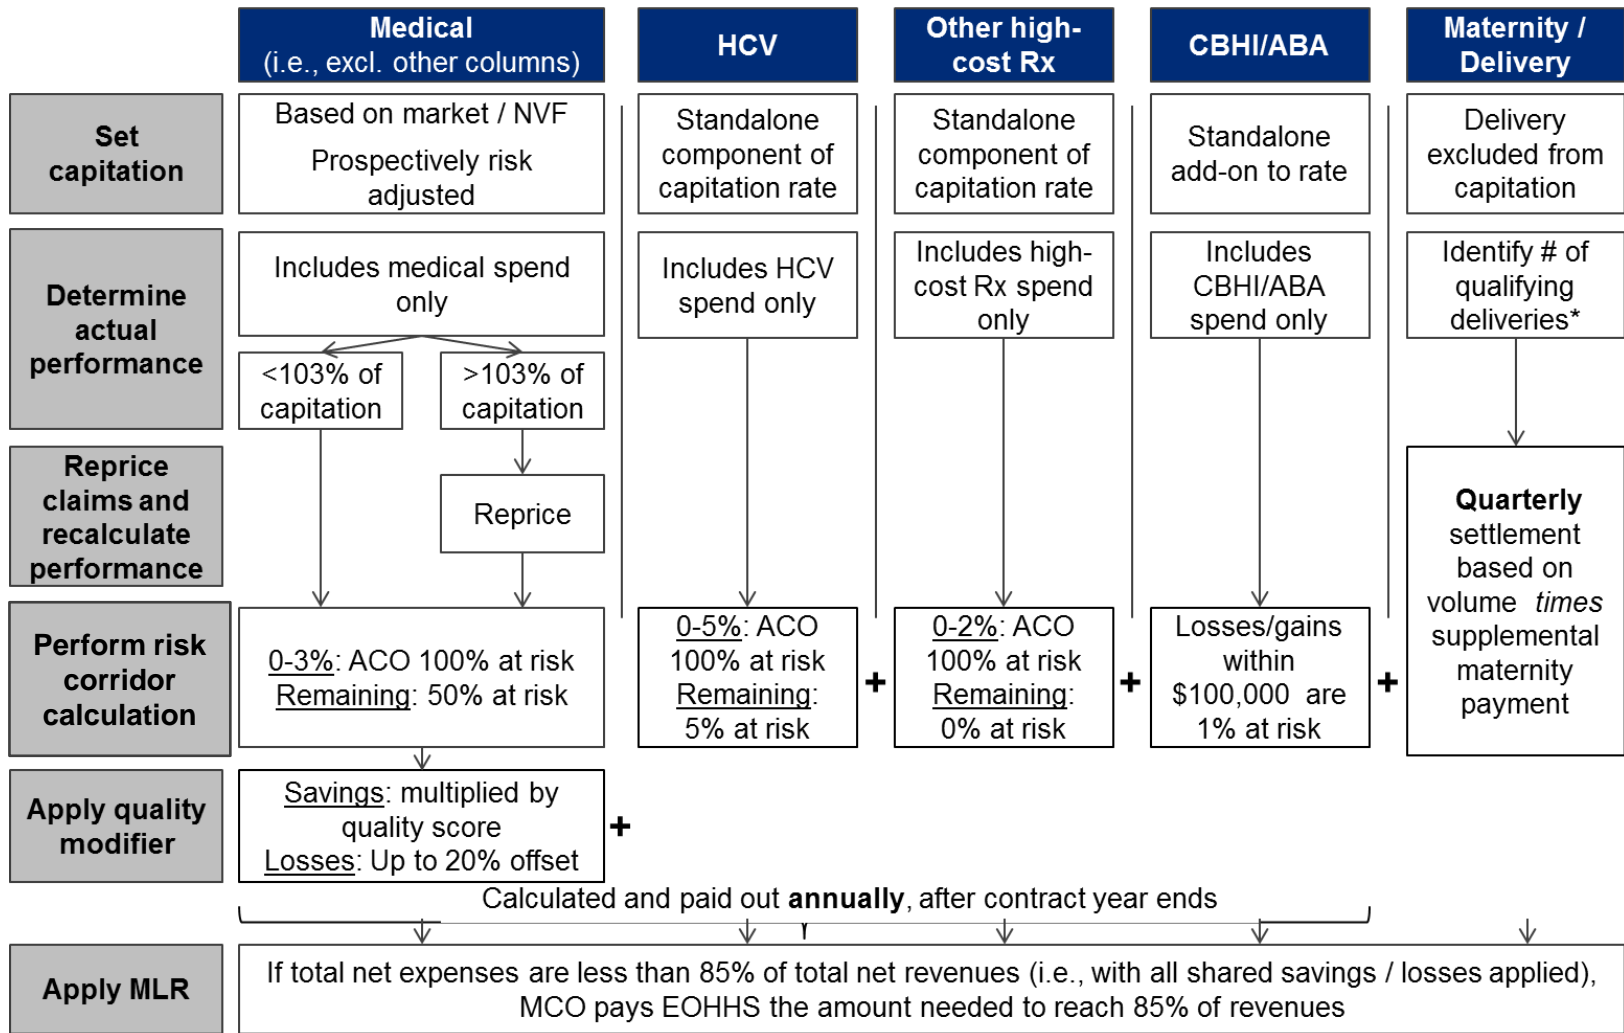 Medical
(i.e., excl. other columns)
HCV
Other high-
cost Rx
CBHI/ABA
Maternity /
Delivery
Set
capitation
Based on market / NVF
Prospectively risk
adjusted
Standalone
component of
capitation rate
Standalone
component of
capitation rate
Standalone
add-on to rate
Delivery
excluded from
capitation
Determine
actual
performance
Includes medical spend
only
<103% of
capitation
>103% of
capitation
Includes HCV
spend only
Includes high-
cost Rx spend
only
Includes
CBHI/ABA
spend only
Identify # of
qualifying
deliveries*
Reprice
claims and
recalculate
performance
Reprice
Quarterly
settlement
based on
volume times
supplemental
maternity
payment
Perform risk
corridor
calculation
0-3%: ACO 100% at risk
Remaining: 50% at risk
0-5%: ACO
100% at risk
Remaining:
5% at risk
+
0-2%: ACO
100% at risk
Remaining:
0% at risk
+
Losses/gains
within
$100,000 are
1% at risk
+
Apply quality
modifier
Savings: multiplied by
quality score
Losses: Up to 20% offset
+
Calculated and paid out annually, after contract year ends
Apply MLR
If total net expenses are less than 85% of total net revenues (i.e., with all shared savings / losses applied),
MCO pays EOHHS the amount needed to reach 85% of revenues